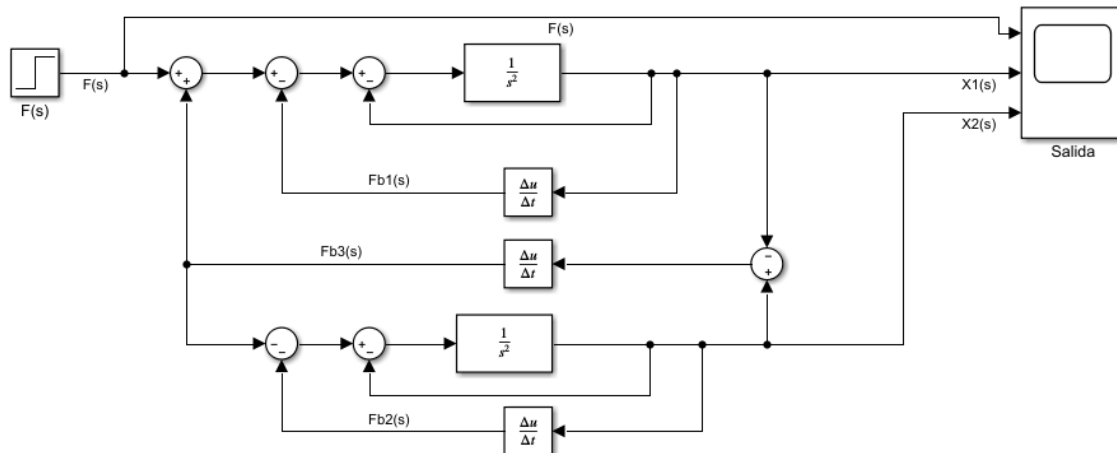 F(s)
F(s)
F(s)
+
+
+
−
+
−
1
s²
X1(s)
X2(s)
Salida
Fb1(s)
Δu
Δt
Fb3(s)
Δu
Δt
−
+
−
−
+
−
1
s²
Fb2(s)
Δu
Δt